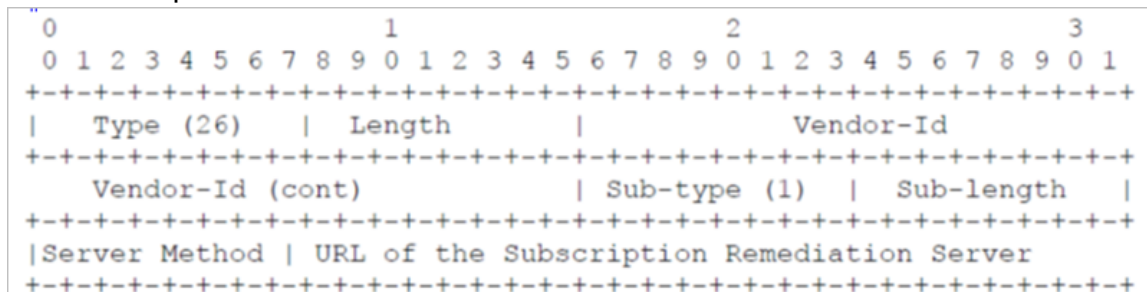 0 1 2 3
0 1 2 3 4 5 6 7 8 9 0 1 2 3 4 5 6 7 8 9 0 1 2 3 4 5 6 7 8 9 0 1
+-+-+-+-+-+-+-+-+-+-+-+-+-+-+-+-+-+-+-+-+-+-+-+-+-+-+-+-+-+-+-+-+
| Type (26) | Length | Vendor-Id
+-+-+-+-+-+-+-+-+-+-+-+-+-+-+-+-+-+-+-+-+-+-+-+-+-+-+-+-+-+-+-+-+
Vendor-Id (cont) | Sub-type (1) | Sub-length |
+-+-+-+-+-+-+-+-+-+-+-+-+-+-+-+-+-+-+-+-+-+-+-+-+-+-+-+-+-+-+-+-+
|Server Method | URL of the Subscription Remediation Server
+-+-+-+-+-+-+-+-+-+-+-+-+-+-+-+-+-+-+-+-+-+-+-+-+-+-+-+-+-+-+-+-+